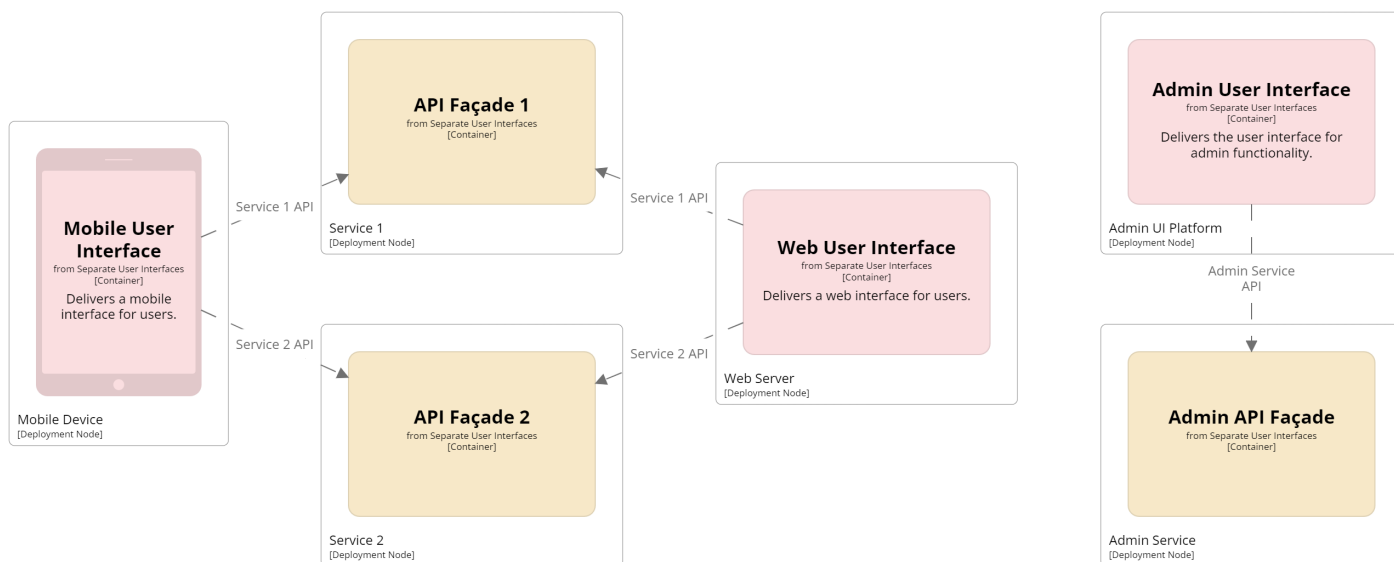 Mobile User
Interface
from Separate User Interfaces
[Container]
Delivers a mobile
interface for users.
Mobile Device
[Deployment Node]
Service 1 API
Service 2 API
API Façade 1
from Separate User Interfaces
[Container]
Service 1
[Deployment Node]
API Façade 2
from Separate User Interfaces
[Container]
Service 2
[Deployment Node]
Service 1 API
Service 2 API
Web User Interface
from Separate User Interfaces
[Container]
Delivers a web interface for users.
Web Server
[Deployment Node]
Admin User Interface
from Separate User Interfaces
[Container]
Delivers the user interface for
admin functionality.
Admin UI Platform
[Deployment Node]
Admin Service
API
Admin API Façade
from Separate User Interfaces
[Container]
Admin Service
[Deployment Node]